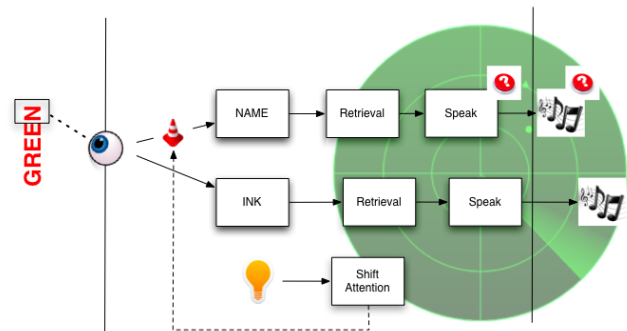 GREEN
NAME
Retrieval
Speak
?
?
INK
Retrieval
Speak
Shift
Attention